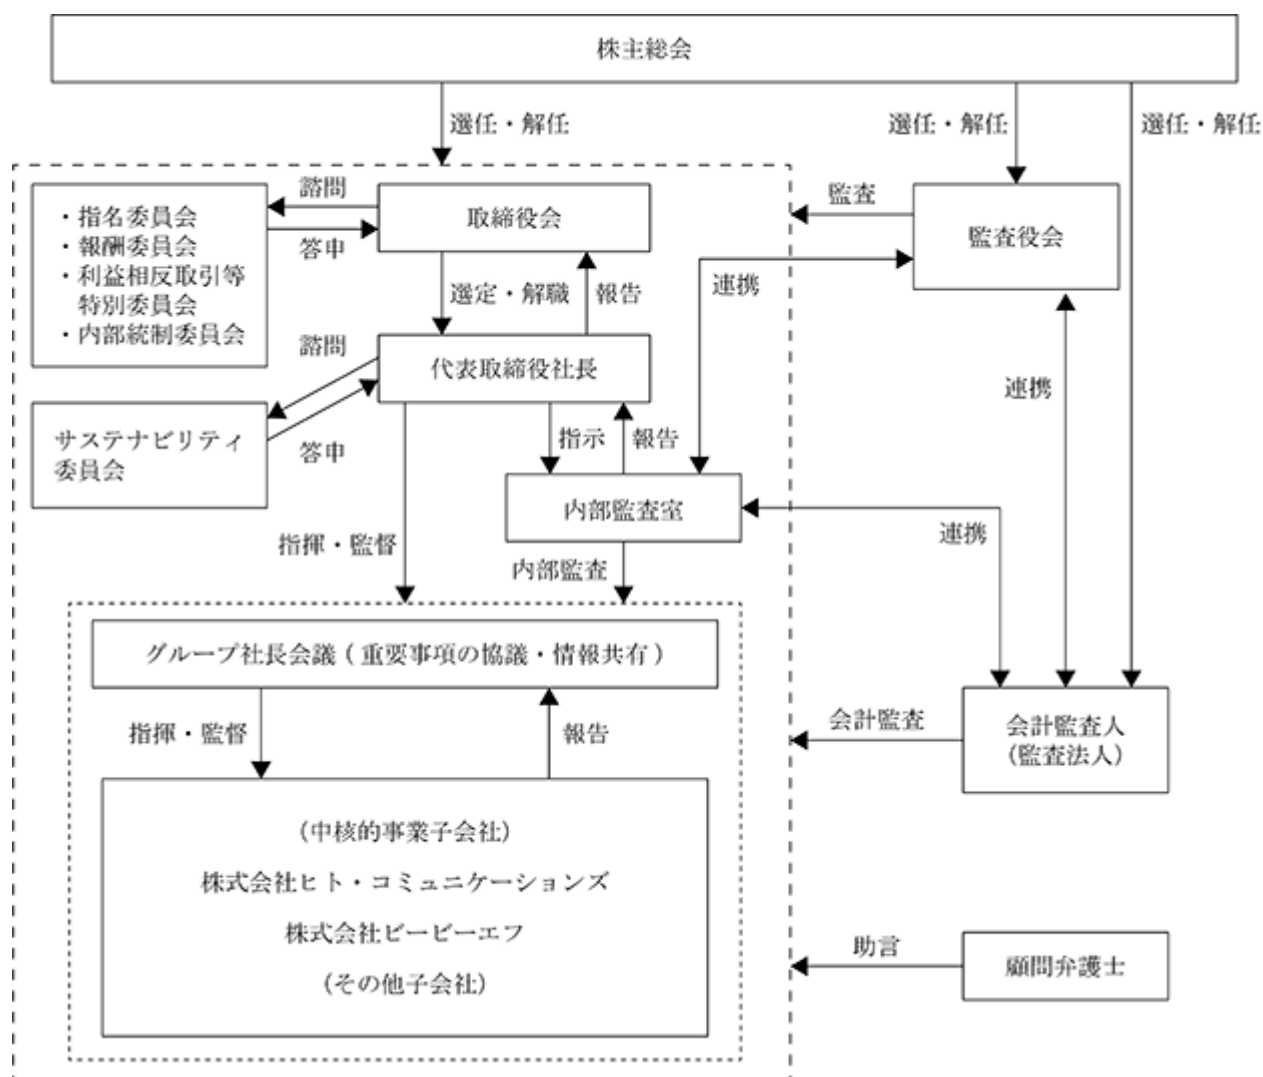 株主総会
選任・解任
選任・解任
選任・解任
・指名委員会
・報酬委員会
・利益相反取引等
特別委員会
・内部統制委員会
諮問
答申
取締役会
監査
監査役会
選定・解職
報告
連携
諮問
答申
代表取締役社長
連携
サステナビリティ
委員会
指示
報告
内部監査室
連携
指揮・監督
内部監査
グループ社長会議（重要事項の協議・情報共有）
指揮・監督
報告
会計監査
会計監査人
（監査法人）
（中核的事業子会社）
株式会社ヒト・コミュニケーションズ
株式会社ビービーエフ
（その他子会社）
助言
顧問弁護士